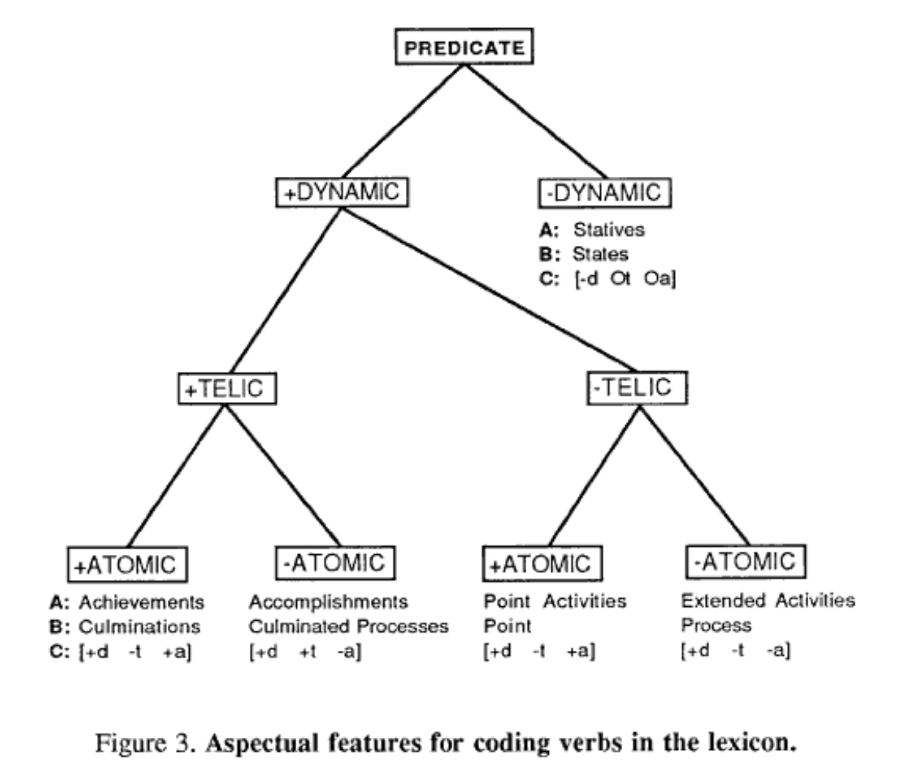 PREDICATE
+DYNAMIC
-DYNAMIC
A: Statives
B: States
C: [-d Ot Oa]
+TELIC
-TELIC
+ATOMIC
-ATOMIC
+ATOMIC
-ATOMIC
A: Achievements Accomplishments Point Activities Extended Activities
B: Culminations Culminated Processes Point Process
C: [+d -t +a] [+d +t -a] [+d -t +a] [+d -t -a]
Figure 3. Aspectual features for coding verbs in the lexicon.